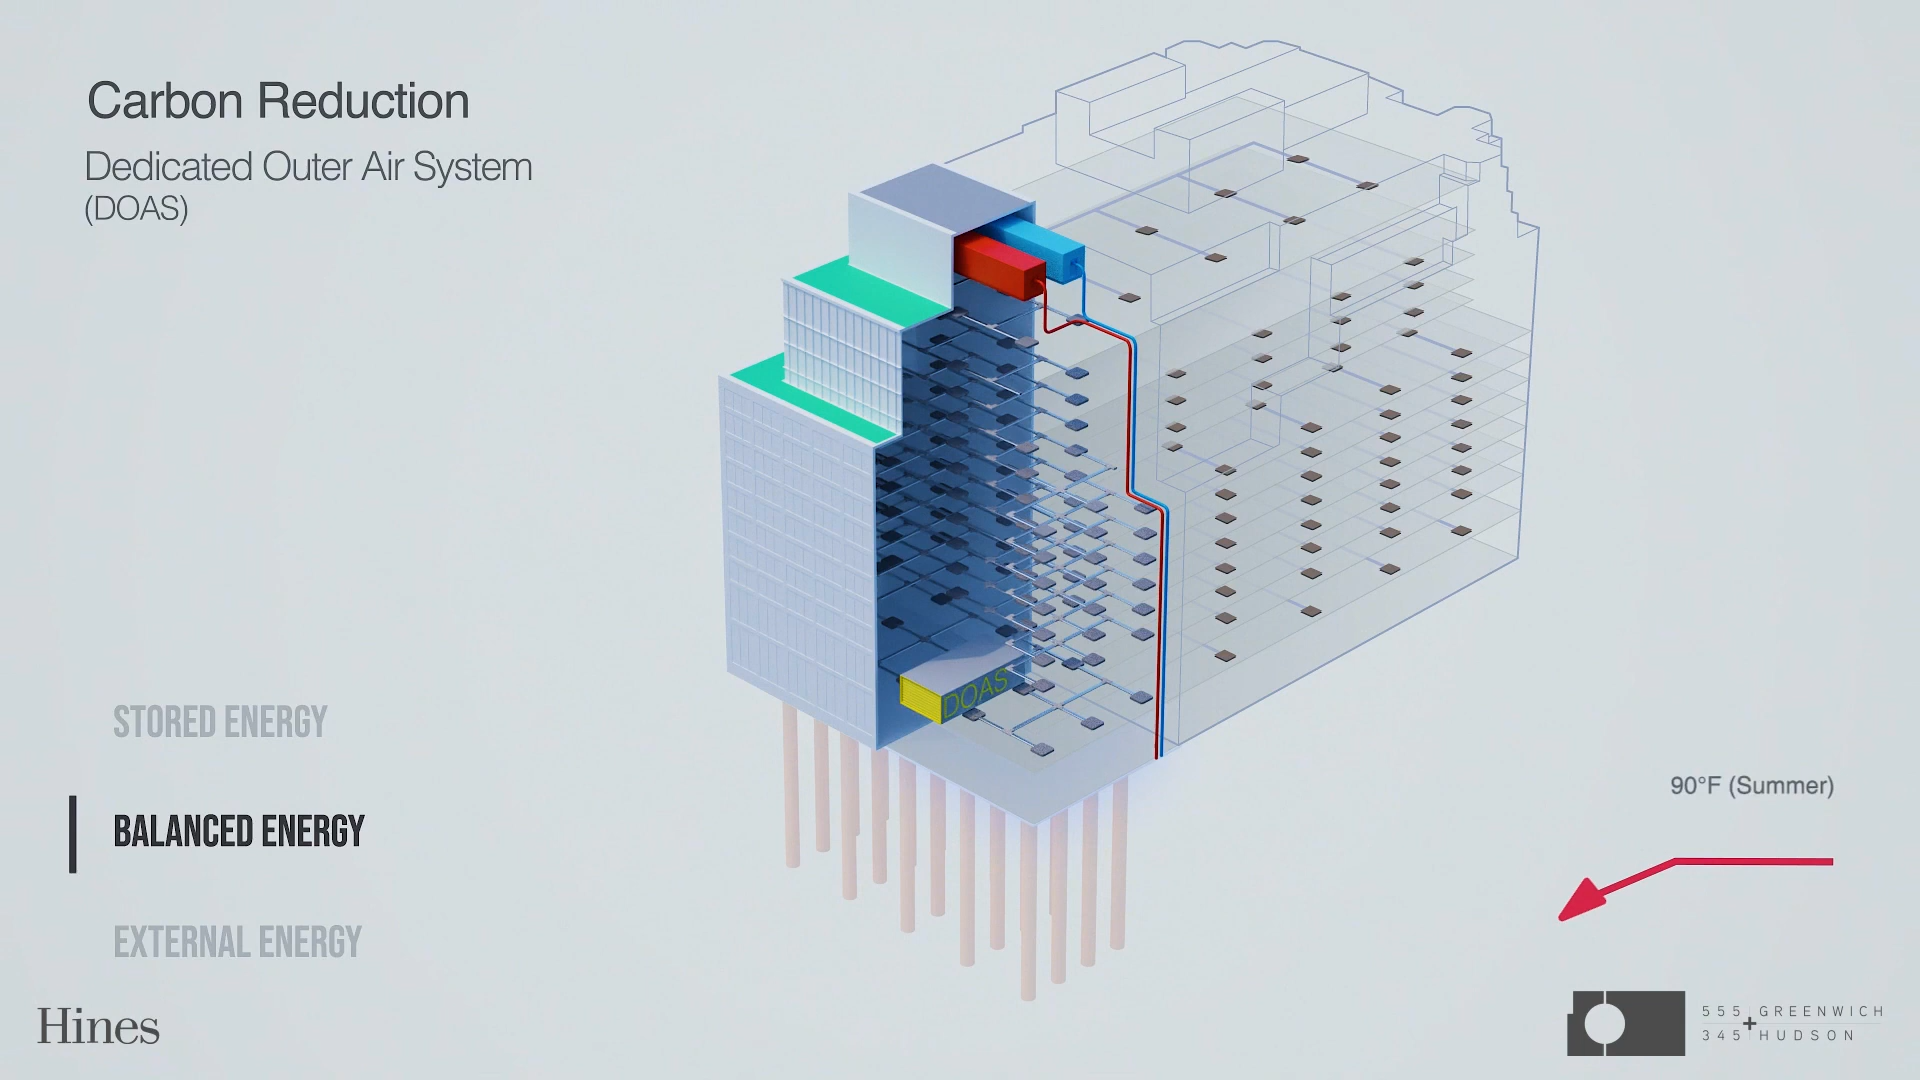 Carbon Reduction
Dedicated Outer Air System
(DOAS)
DOAS
STORED ENERGY
BALANCED ENERGY
EXTERNAL ENERGY
90°F (Summer)
Hines
555 GREENWICH
+
345 HUDSON